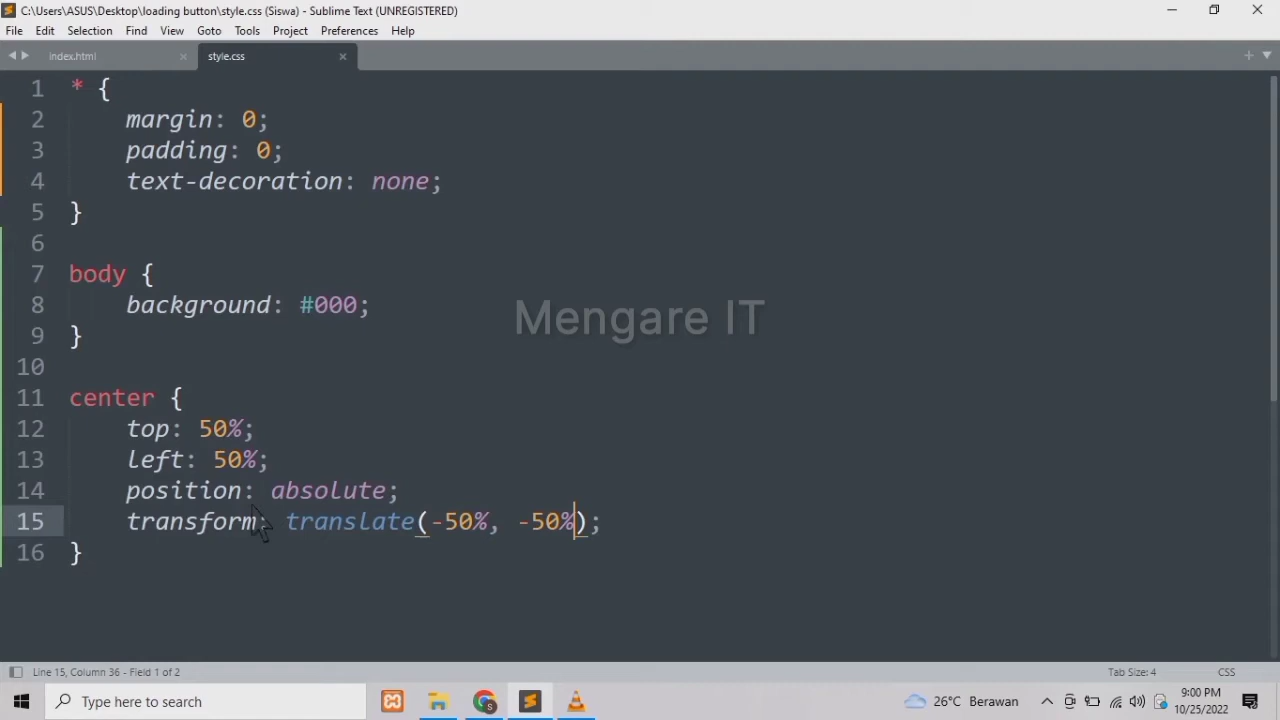 C:\Users\ASUS\Desktop\loading button\style.css (Siswa) - Sublime Text (UNREGISTERED)
File Edit Selection Find View Goto Tools Project Preferences Help
index.html style.css
1 * {
2 margin: 0;
3 padding: 0;
4 text-decoration: none;
5 }
6
7 body {
8 background: #000;
9 }
10
11 center {
12 top: 50%;
13 left: 50%;
14 position: absolute;
15 transform: translate(-50%, -50%);
16 }
Mengare IT
Line 15, Column 36 - Field 1 of 2 Tab Size: 4 CSS
Type here to search 26°C Berawan 9:00 PM
10/25/2022